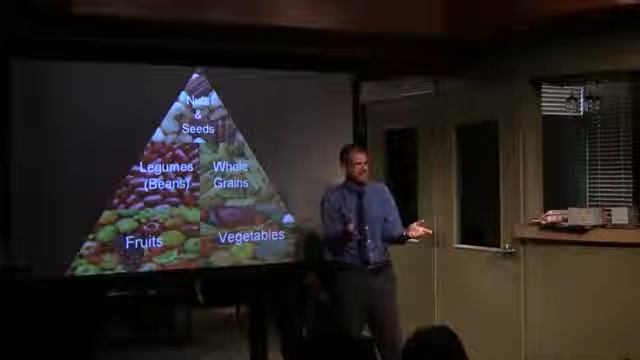 Nuts
&
Seeds
Legumes
(Beans)
Whole
Grains
Fruits
Vegetables